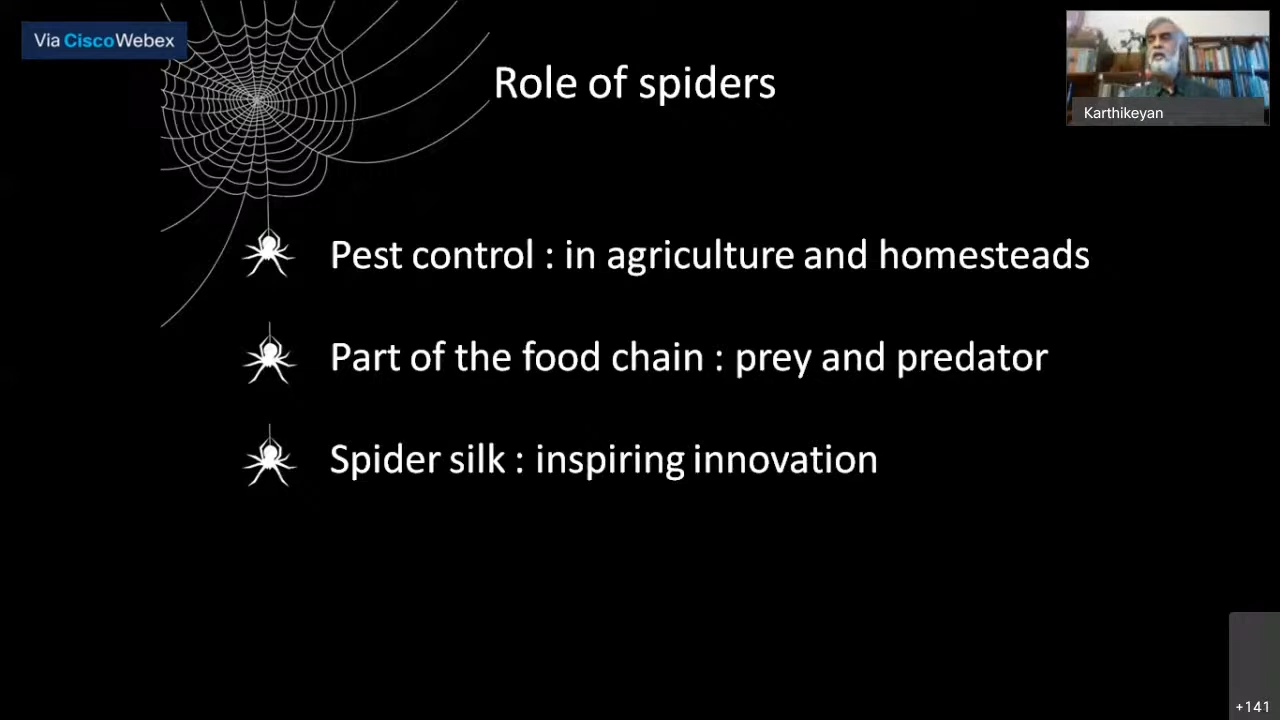 Via CiscoWebex
Role of spiders
Karthikeyan
Pest control : in agriculture and homesteads
Part of the food chain : prey and predator
Spider silk : inspiring innovation
+141